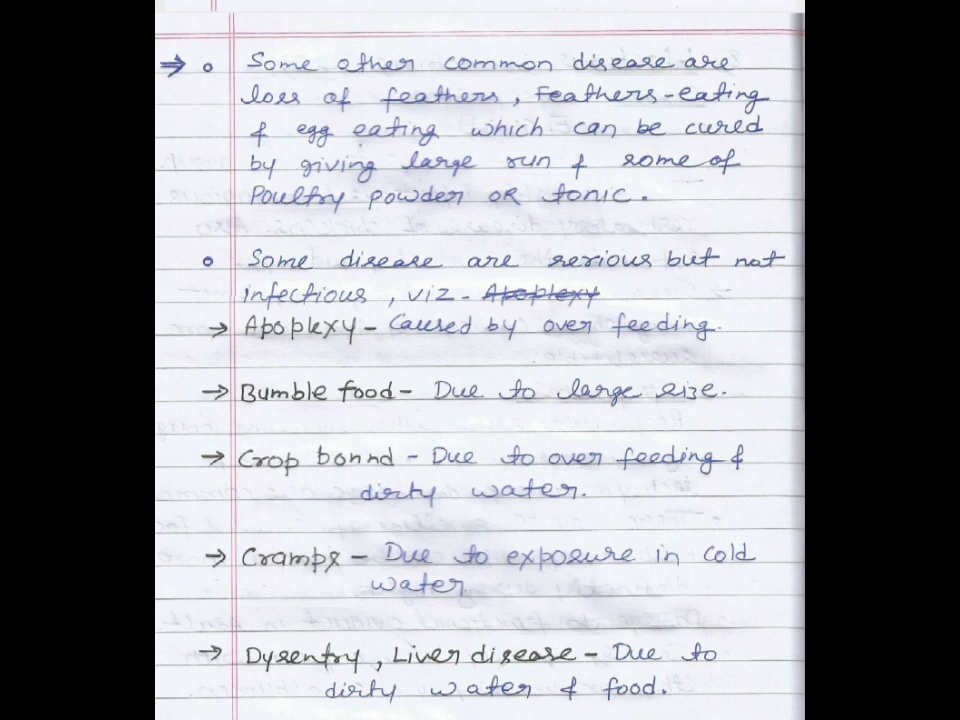 ⇒ • Some other common disease are
loss of feathers, Feathers-eating
& egg eating which can be cured
by giving large run & some of
Poultry powder OR tonic.
• Some disease are serious but not
infectious, viz- Apoplexy
→ Apoplexy - Caused by over feeding.
→ Bumble food - Due to large size.
→ Crop bonnd - Due to over feeding &
dirty water.
→ Cramps - Due to exposure in cold
water
→ Dysentry, Liver disease - Due to
dirty water & food.